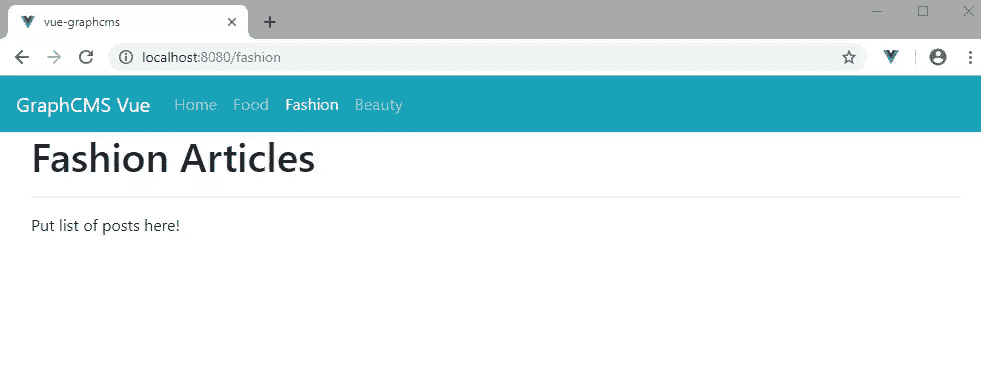 vue-graphcms
localhost:8080/fashion
GraphCMS Vue Home Food Fashion Beauty
Fashion Articles
Put list of posts here!